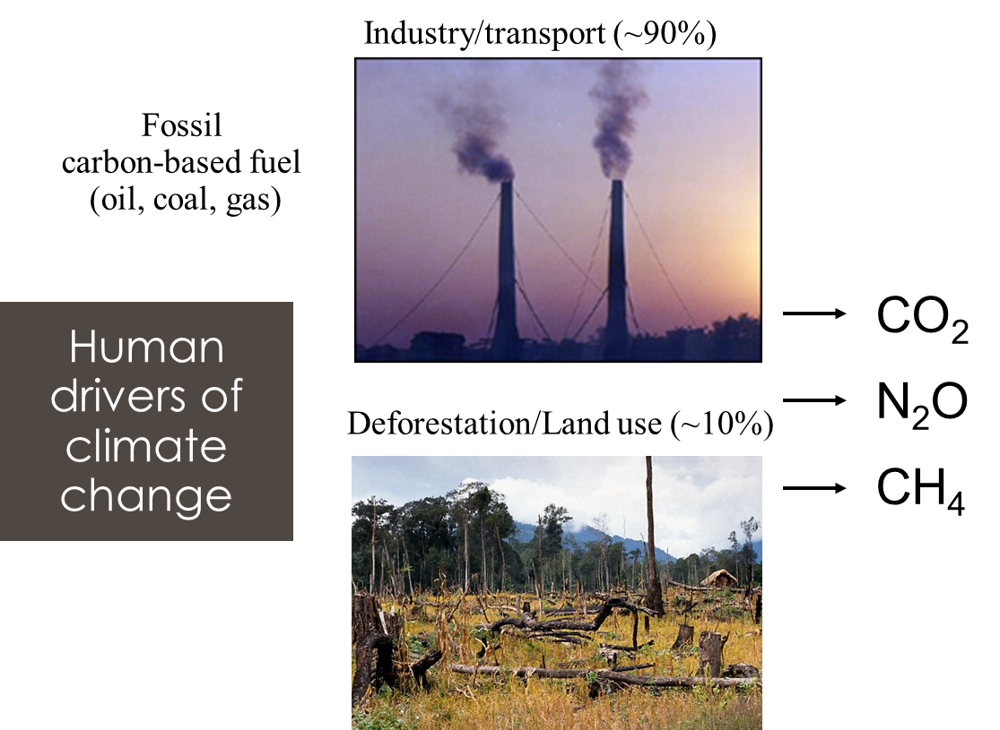 Industry/transport (~90%)
Fossil
carbon-based fuel
(oil, coal, gas)
Human
drivers of
climate
change
Deforestation/Land use (~10%)
CO₂
N₂O
CH₄